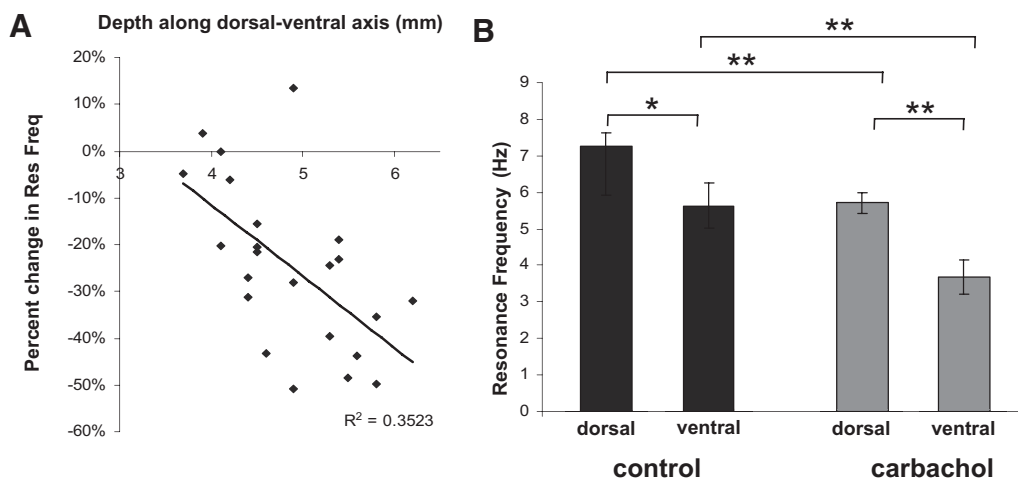 A
Depth along dorsal-ventral axis (mm)
Percent change in Res Freq
20%
10%
0%
-10%
-20%
-30%
-40%
-50%
-60%
3
4
5
6
R² = 0.3523
B
**
**
*
**
Resonance Frequency (Hz)
9
8
7
6
5
4
3
2
1
0
dorsal
ventral
dorsal
ventral
control
carbachol